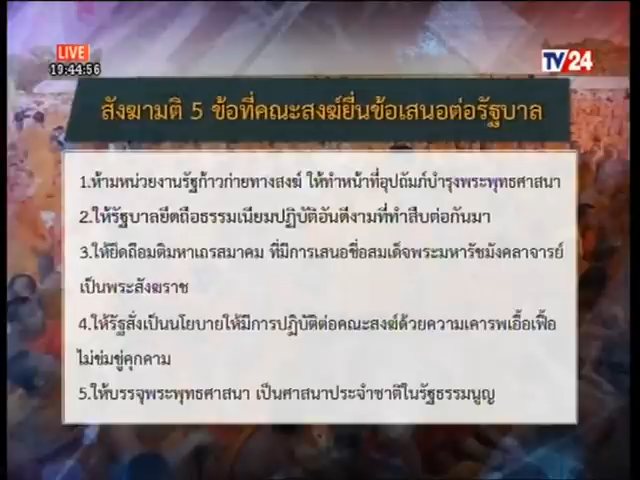 LIVE
19:44:56
TV24
สังฆามติ 5 ข้อที่คณะสงฆ์ยื่นข้อเสนอต่อรัฐบาล
1.ห้ามหน่วยงานรัฐก้าวก่ายทางสงฆ์ ให้ทำหน้าที่อุปถัมภ์บำรุงพระพุทธศาสนา
2.ให้รัฐบาลยึดถือธรรมเนียมปฏิบัติอันดีงามที่ทำสืบต่อกันมา
3.ให้ยึดถือมติมหาเถรสมาคม ที่มีการเสนอชื่อสมเด็จพระมหารัชมังคลาจารย์
เป็นพระสังฆราช
4.ให้รัฐสั่งเป็นนโยบายให้มีการปฏิบัติต่อคณะสงฆ์ด้วยความเคารพเอื้อเฟื้อ
ไม่ข่มขู่คุกคาม
5.ให้บรรจุพระพุทธศาสนา เป็นศาสนาประจำชาติในรัฐธรรมนูญ